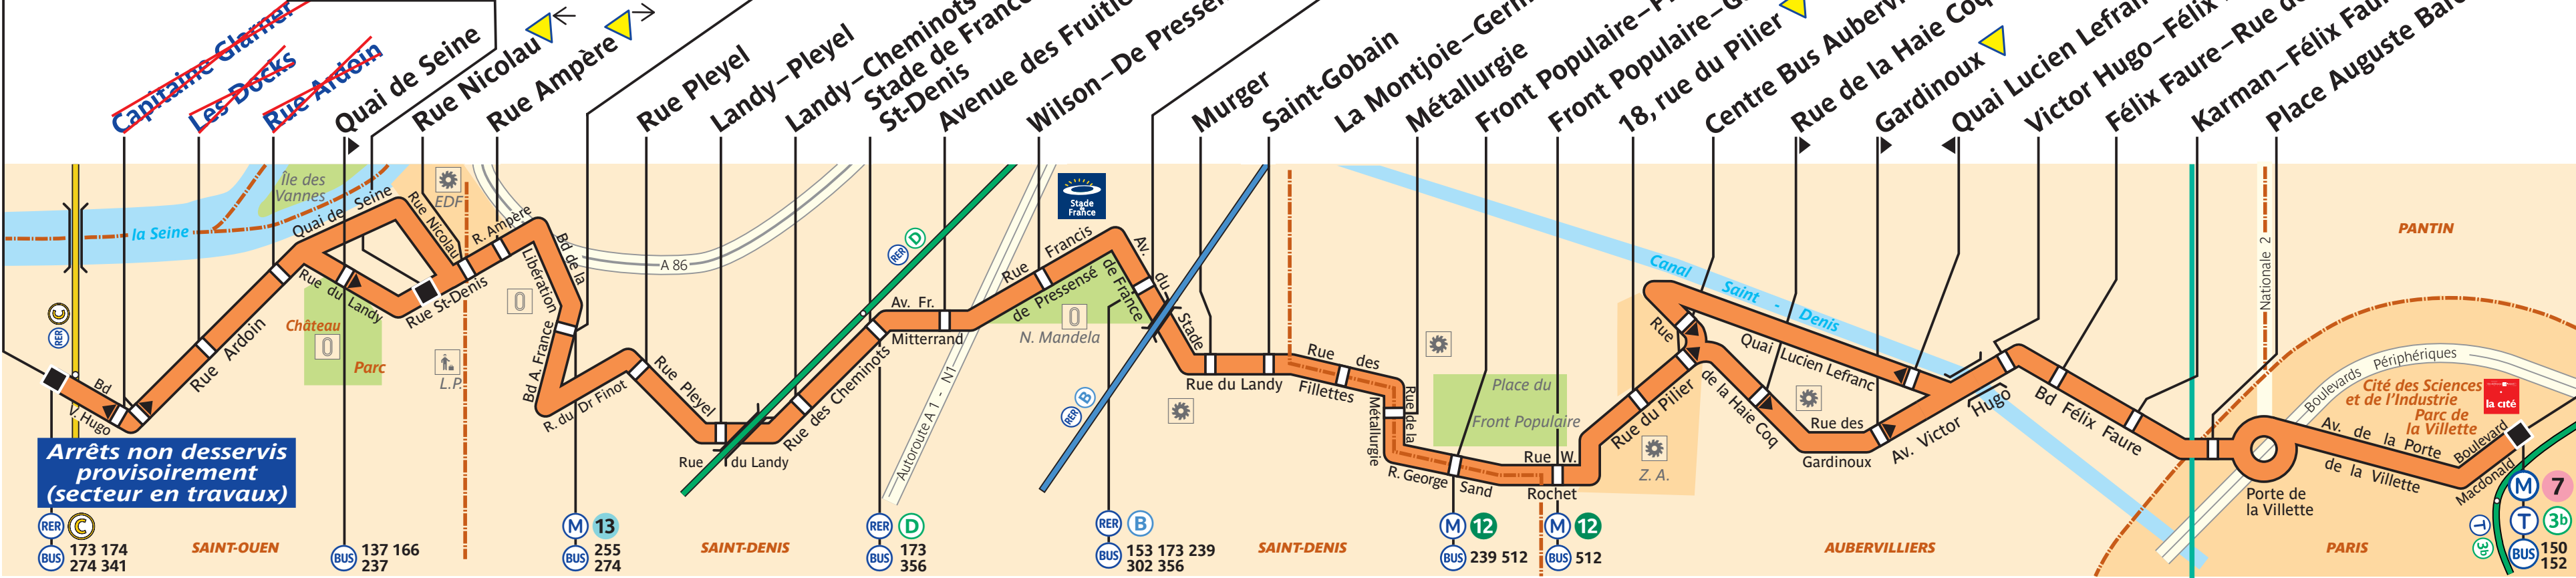 Capitaine Glarner
Les Docks
Rue Ardoin
Quai de Seine
Rue Nicolau
Rue Ampère
Rue Pleyel
Landy–Pleyel
Landy–Cheminots
Stade de France
St-Denis
Avenue des
Wilson–De
Murger
Saint-Gobain
La Montjoie–
Métallurgie
Front Populaire–
Front Populaire–
18, rue du Pilier
Centre Bus
Rue de la Haie Coq
Gardinoux
Quai Lucien Lefranc
Victor Hugo–Félix
Félix Faure–Rue
Karman–Félix Faure
Place Auguste
Île des
Vannes
la Seine
Quai de Seine
Rue Nicolau
EDF
R. Ampère
Bd de la
Libération
A 86
RER D
Stade
de
France
Rue Francis
de Pressensé
Av. du Stade
de France
N. Mandela
Canal Saint - Denis
Nationale 2
PANTIN
RER C
Bd
V. Hugo
Rue Ardoin
Rue du Landy
Rue St-Denis
Château
Parc
L.P.
Bd A. France
R. du Dr Finot
Rue Pleyel
Rue du Landy
Rue des Cheminots
Av. Fr.
Mitterrand
Autoroute A 1 - N1
RER B
Rue du Landy
Rue des
Fillettes
Rue de la
Métallurgie
Place du
Front Populaire
R. George Sand
Rue W.
Rochet
Rue du Pilier
Z. A.
Rue
de la Haie Coq
Quai Lucien Lefranc
Rue des
Gardinoux
Av. Victor Hugo
Bd Félix Faure
Porte de
la Villette
Boulevards Périphériques
Cité des Sciences
et de l'Industrie
Parc de
la Villette
la cité
Av. de la Porte
de la Villette
Boulevard
Macdonald
Arrêts non desservis
provisoirement
(secteur en travaux)
RER C
BUS 173 174
274 341
SAINT-OUEN
BUS 137 166
237
M 13
BUS 255
274
SAINT-DENIS
RER D
BUS 173
356
RER B
BUS 153 173 239
302 356
SAINT-DENIS
M 12
BUS 239 512
M 12
BUS 512
AUBERVILLIERS
PARIS
T 3b
M 7
T 3b
BUS 150
152